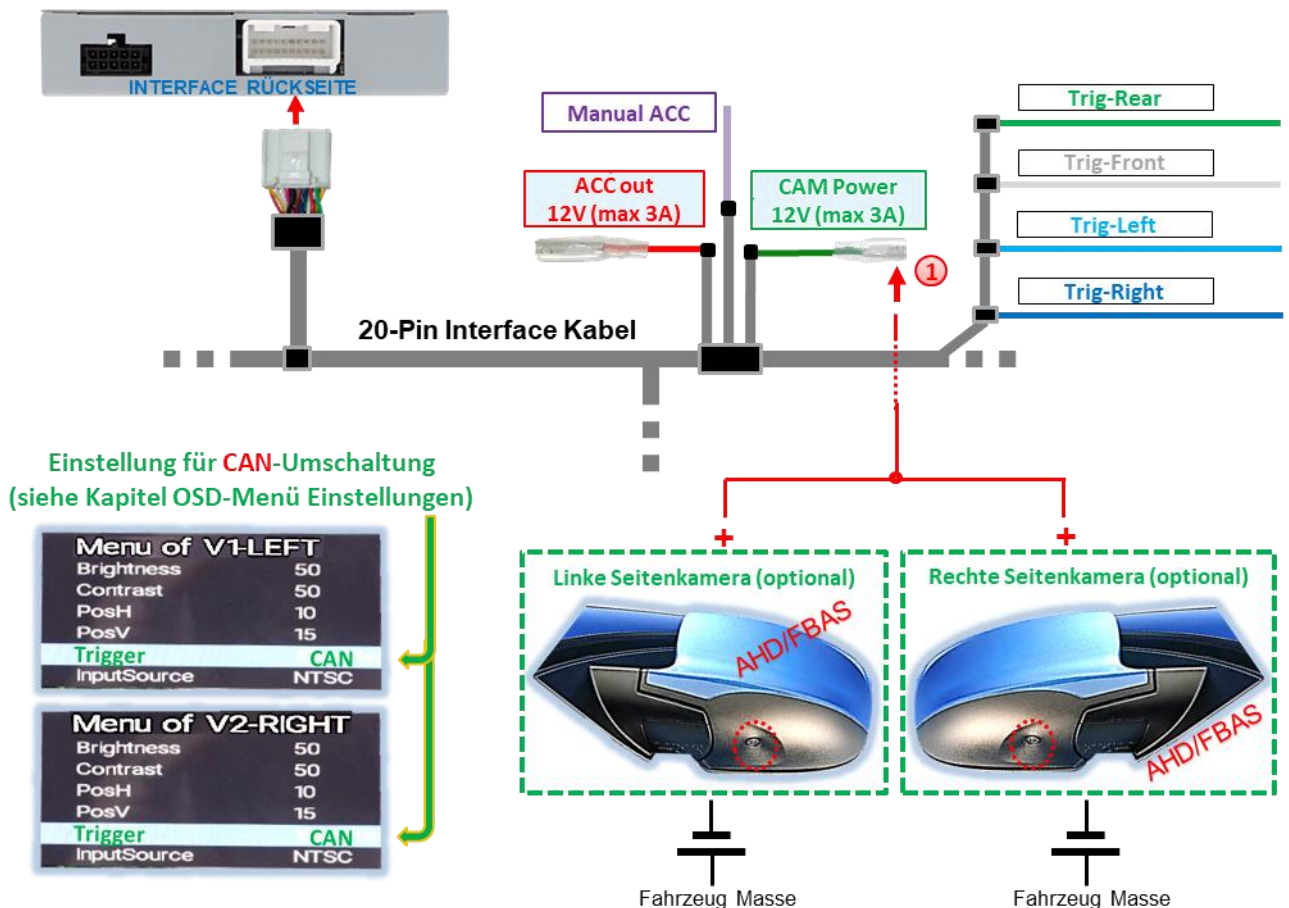 INTERFACE RÜCKSEITE
Manual ACC
ACC out
12V (max 3A)
CAM Power
12V (max 3A)
1
Trig-Rear
Trig-Front
Trig-Left
Trig-Right
20-Pin Interface Kabel
Einstellung für CAN-Umschaltung
(siehe Kapitel OSD-Menü Einstellungen)
Menu of V1-LEFT
Brightness 50
Contrast 50
PosH 10
PosV 15
Trigger CAN
InputSource NTSC
Menu of V2-RIGHT
Brightness 50
Contrast 50
PosH 10
PosV 15
Trigger CAN
InputSource NTSC
+
+
Linke Seitenkamera (optional)
AHD/FBAS
Rechte Seitenkamera (optional)
AHD/FBAS
Fahrzeug Masse
Fahrzeug Masse